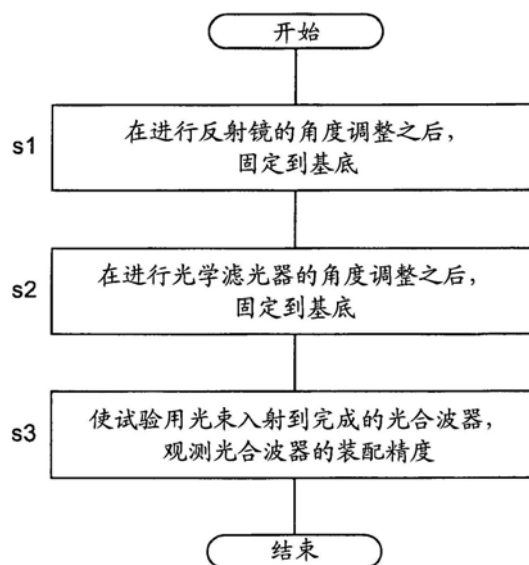 开始
s1
在进行反射镜的角度调整之后，
固定到基底
s2
在进行光学滤光器的角度调整之后，
固定到基底
s3
使试验用光束入射到完成的光合波器，
观测光合波器的装配精度
结束